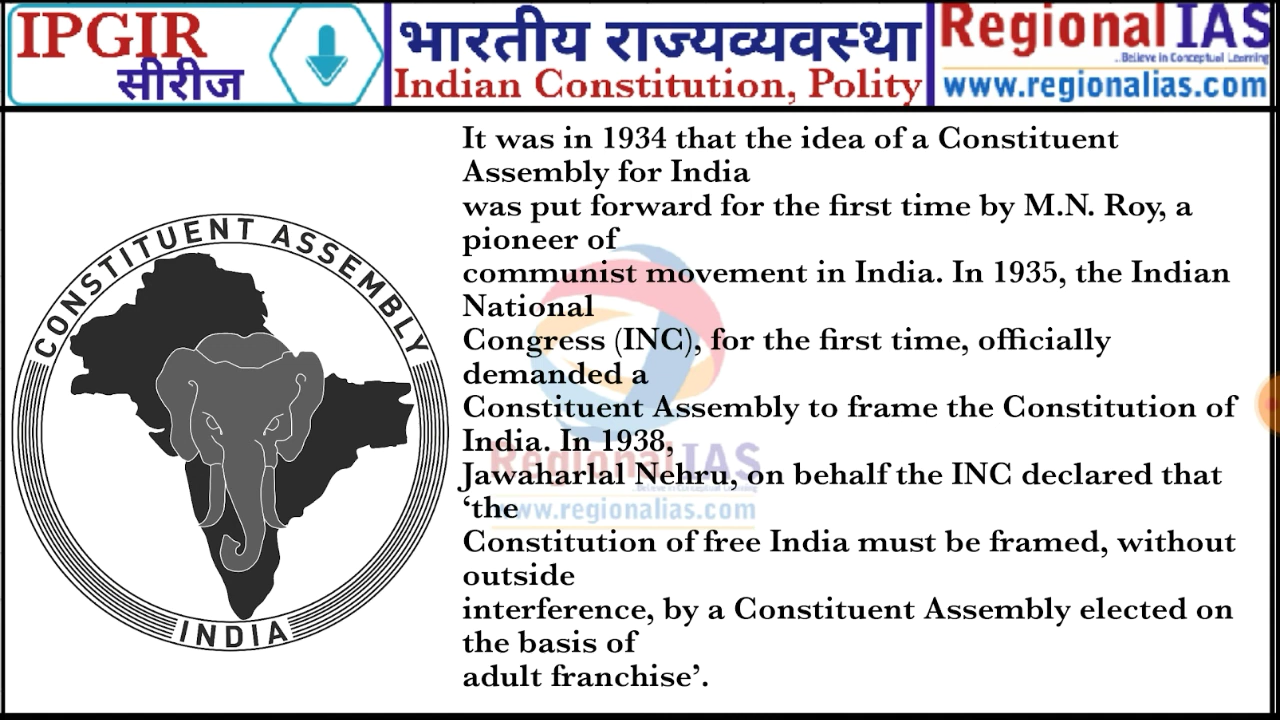 IPGIR
सीरीज
भारतीय राज्यव्यवस्था
Indian Constitution, Polity
Regional IAS
..Believe in Conceptual Learning
www.regionalias.com
CONSTITUENT ASSEMBLY
INDIA
It was in 1934 that the idea of a Constituent
Assembly for India
was put forward for the first time by M.N. Roy, a
pioneer of
communist movement in India. In 1935, the Indian
National
Congress (INC), for the first time, officially
demanded a
Constituent Assembly to frame the Constitution of
India. In 1938,
Jawaharlal Nehru, on behalf the INC declared that
‘the
Constitution of free India must be framed, without
outside
interference, by a Constituent Assembly elected on
the basis of
adult franchise’.
Regional IAS
www.regionalias.com